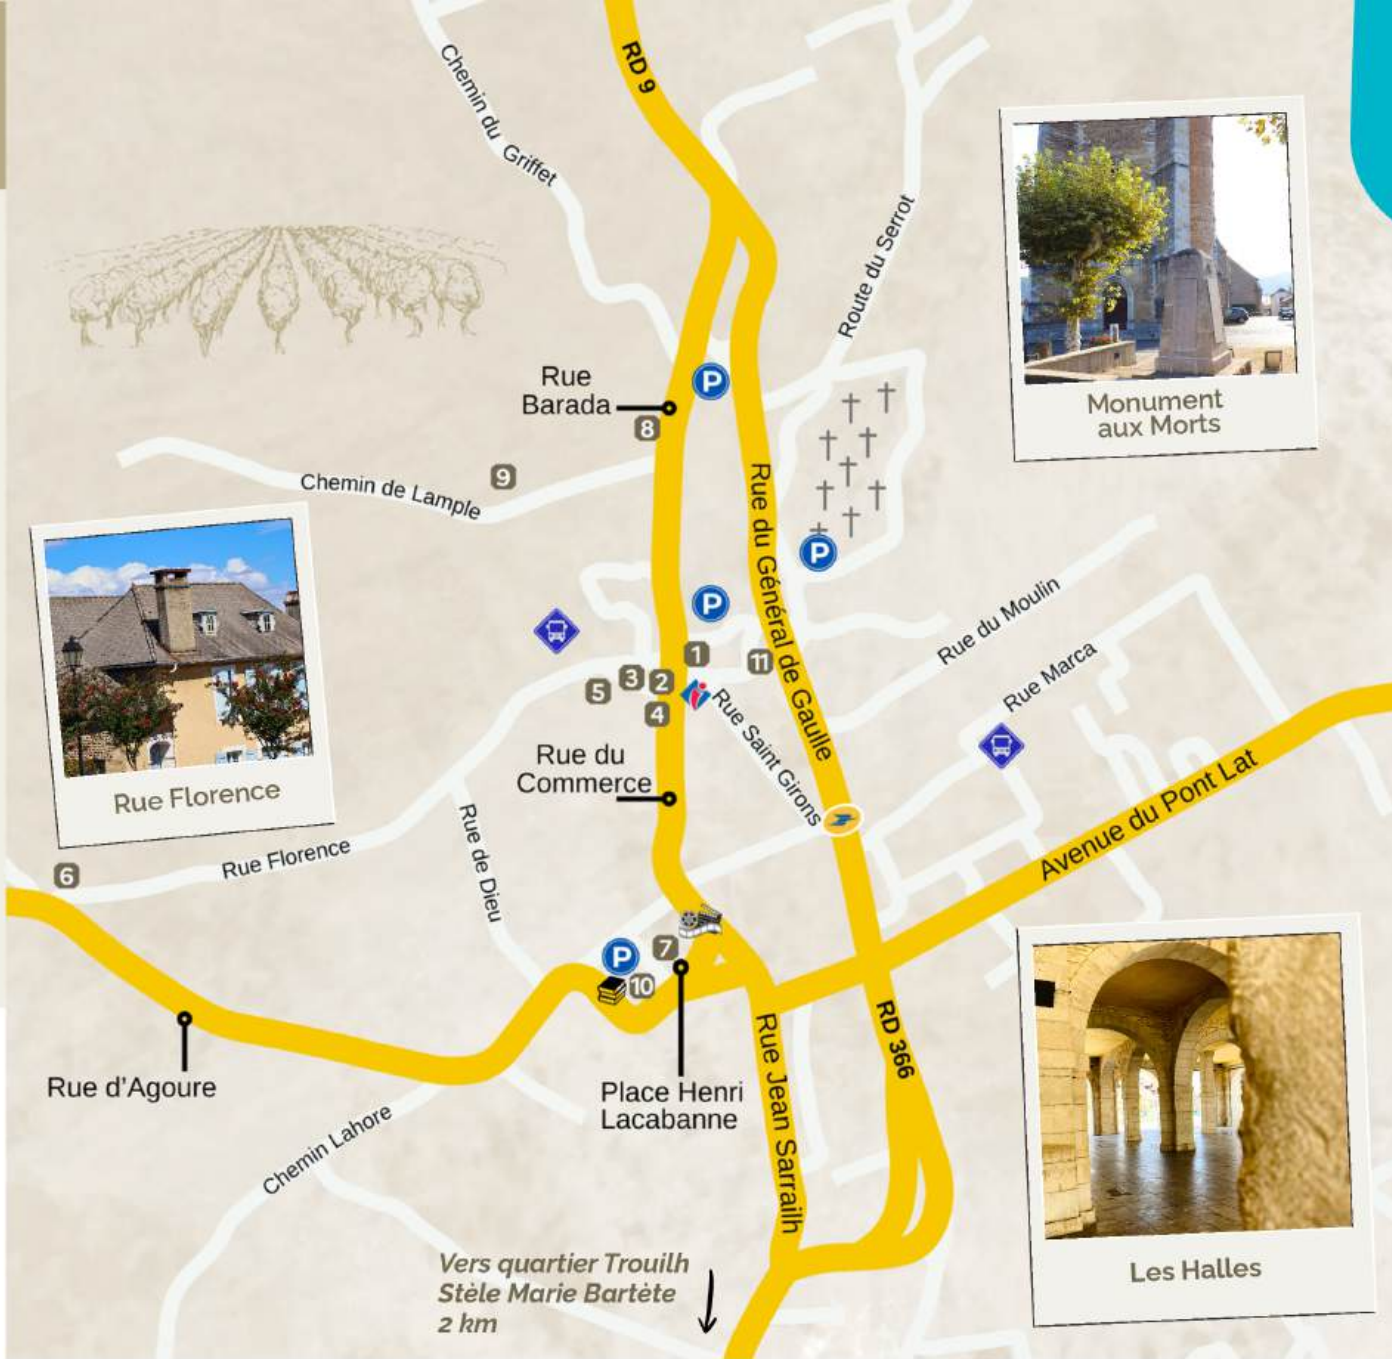 RD 9
Chemin du Griffet
Route du Serrot
Monument
aux Morts
Rue
Barada
P
8
9
Chemin de Lample
Rue du Général de Gaulle
P
P
Rue du Moulin
Rue Marca
1
11
3
2
5
4
Rue Saint Girons
Rue du
Commerce
Rue Florence
Rue Florence
Rue de Dieu
6
Avenue du Pont Lat
7
P
10
Rue d'Agoure
Place Henri
Lacabanne
Rue Jean Sarrailh
RD 366
Chemin Lahore
Vers quartier Trouilh
Stèle Marie Bartète
2 km
Les Halles